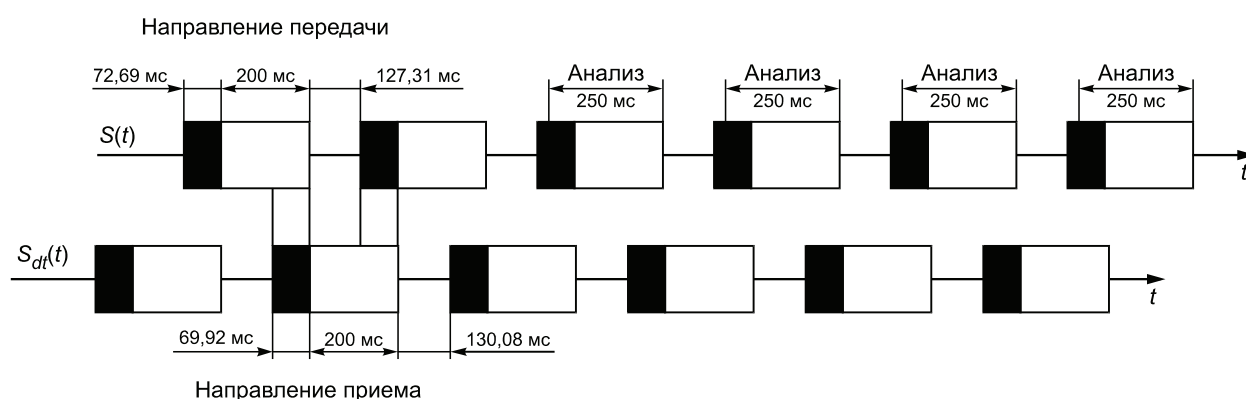 Направление передачи
72,69 мс 200 мс 127,31 мс Анализ Анализ Анализ Анализ
250 мс 250 мс 250 мс 250 мс
S(t)
t
Sdt(t)
t
69,92 мс 200 мс 130,08 мс
Направление приема